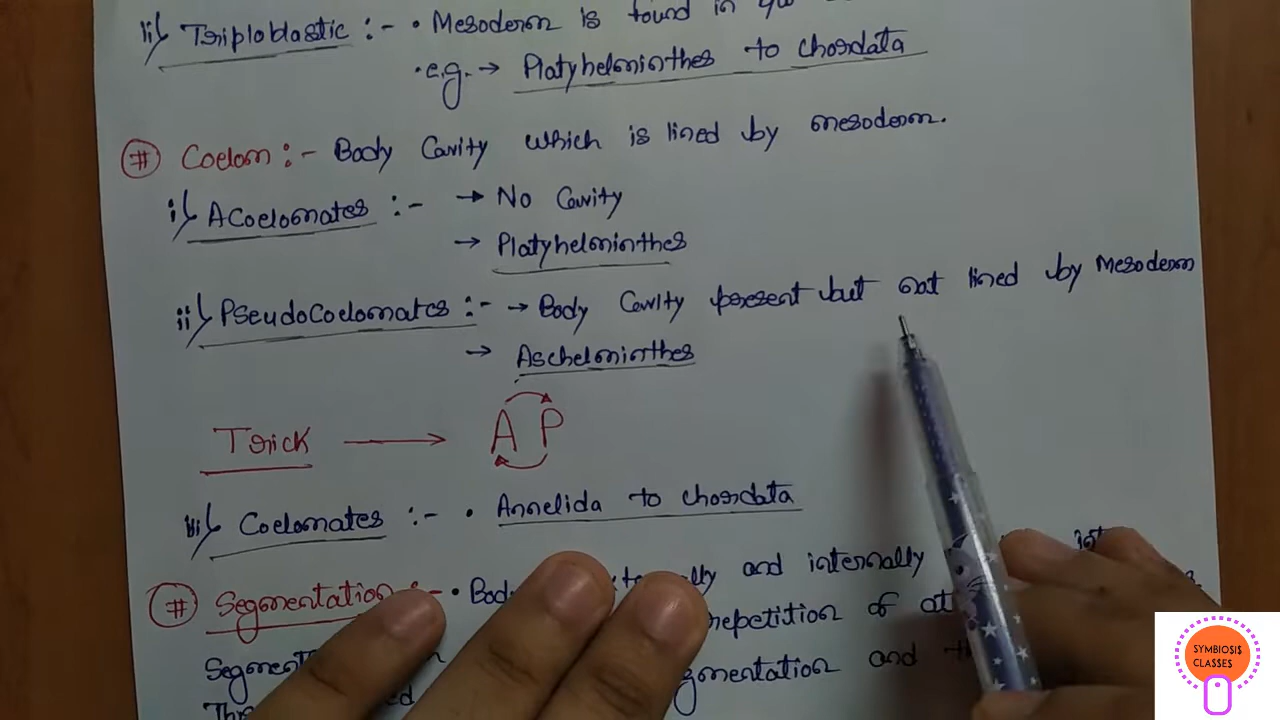 ii) Triploblastic :- • Mesoderm is found in
• e.g. → Platyhelminthes to chordata
# Coelom :- Body Cavity which is lined by mesoderm.
i) Acoelomates :- → No Cavity
→ Platyhelminthes
ii) Pseudocoelomates :- → Body Cavity present but not lined by Mesoderm
→ Aschelminthes
Trick → A P
iii) Coelomates :- • Annelida to chordata
# Segmentation :- • and internally
repetition of
and
SYMBIOSIS
CLASSES